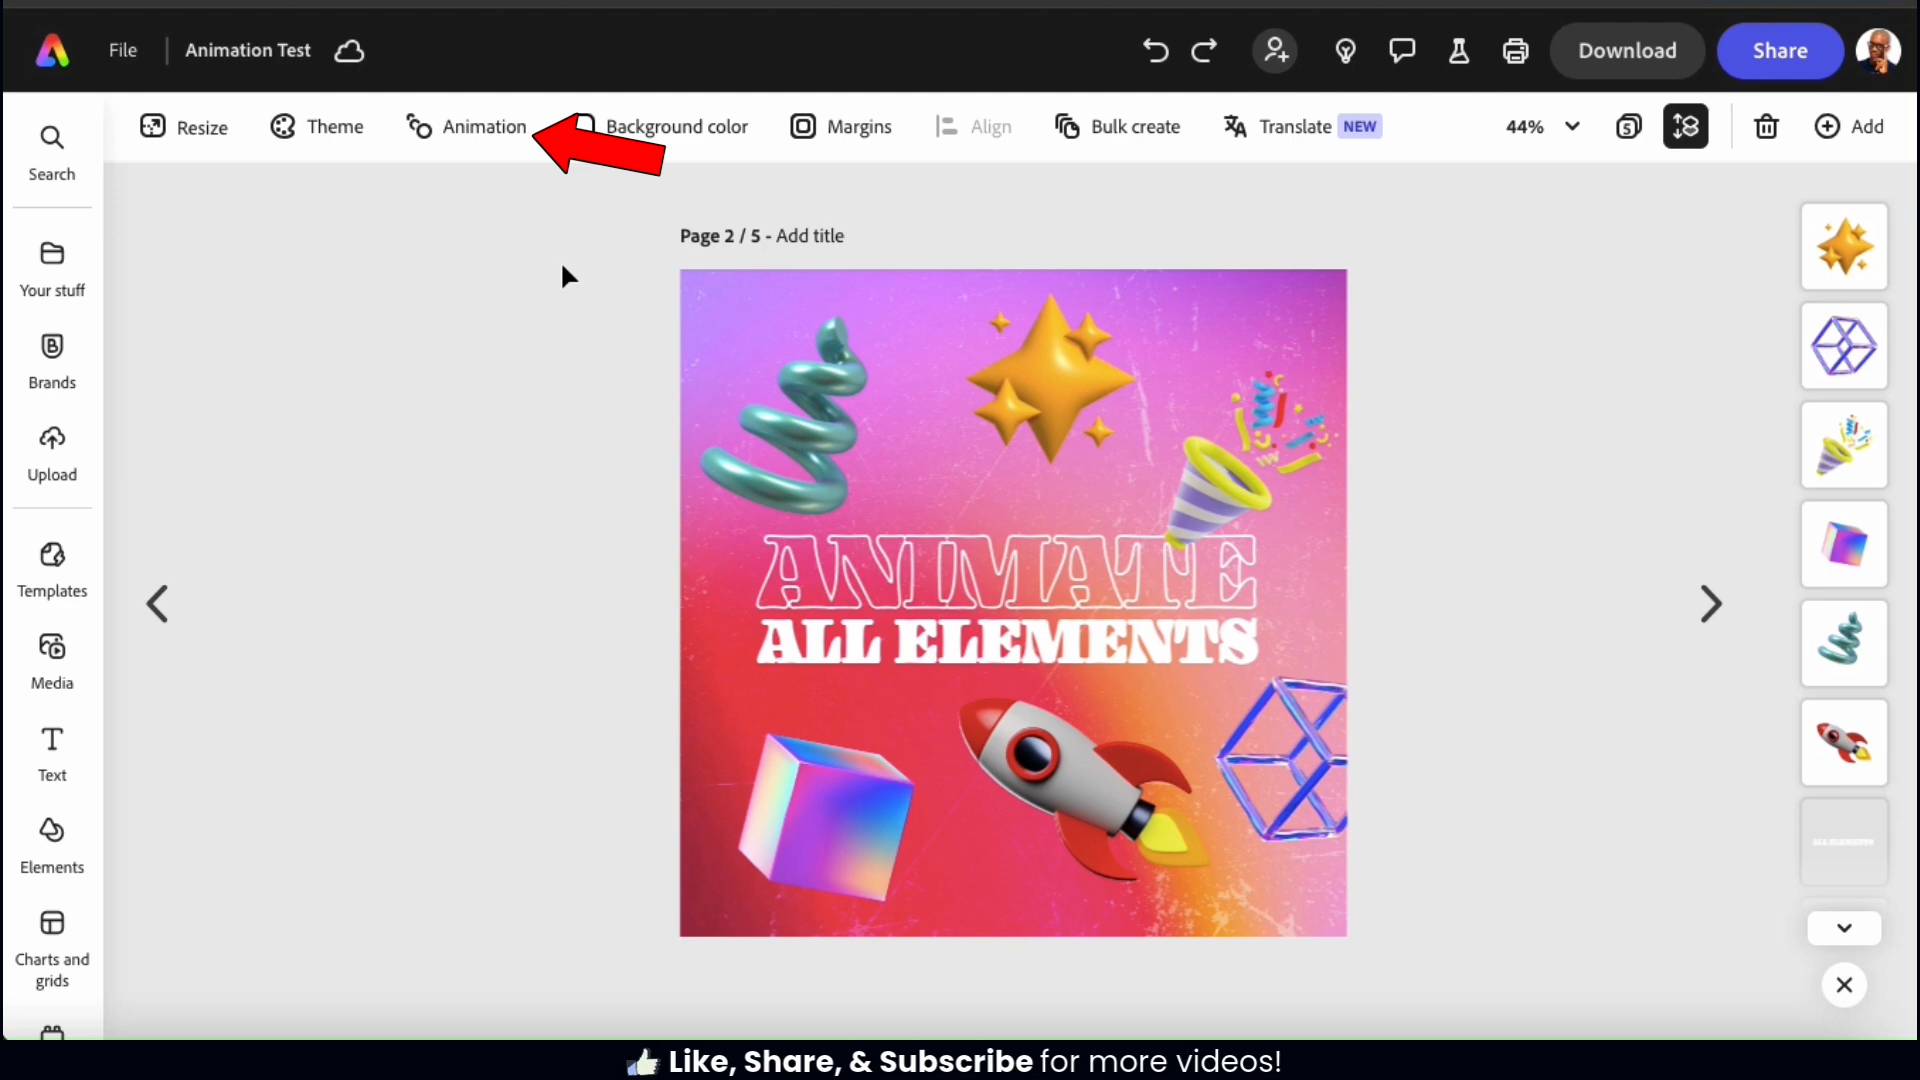 File
Animation Test
Download
Share
Resize
Theme
Animation
Background color
Margins
Align
Bulk create
Translate NEW
44%
Add
Search
Your stuff
Brands
Upload
Templates
Media
Text
Elements
Charts and
grids
Page 2 / 5 - Add title
ANIMATE
ALL ELEMENTS
ALL ELEMENTS
Like, Share, & Subscribe for more videos!